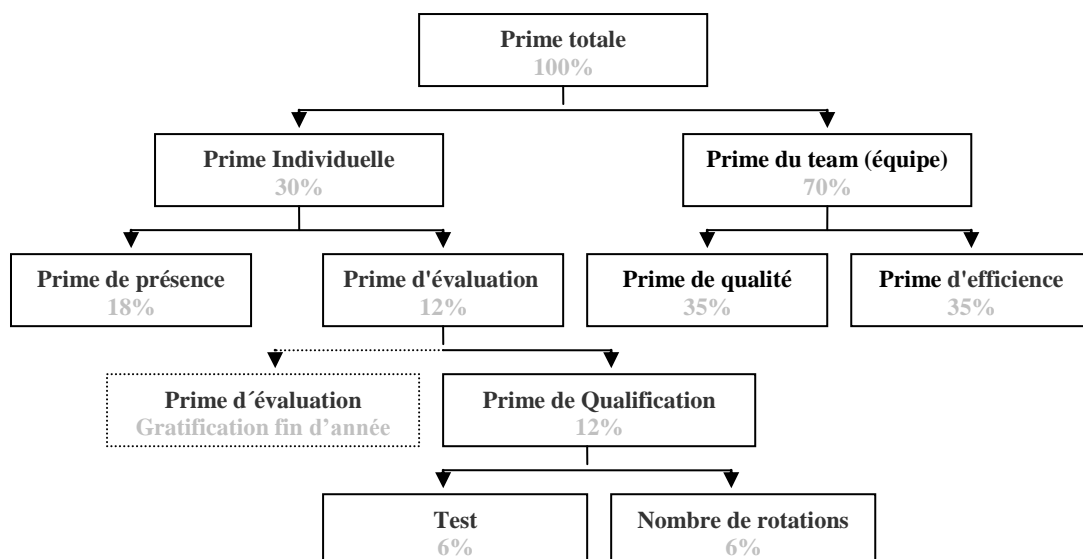 Prime totale
100%
Prime Individuelle
30%
Prime du team (équipe)
70%
Prime de présence
18%
Prime d'évaluation
12%
Prime de qualité
35%
Prime d'efficience
35%
Prime d´évaluation
Gratification fin d’année
Prime de Qualification
12%
Test
6%
Nombre de rotations
6%